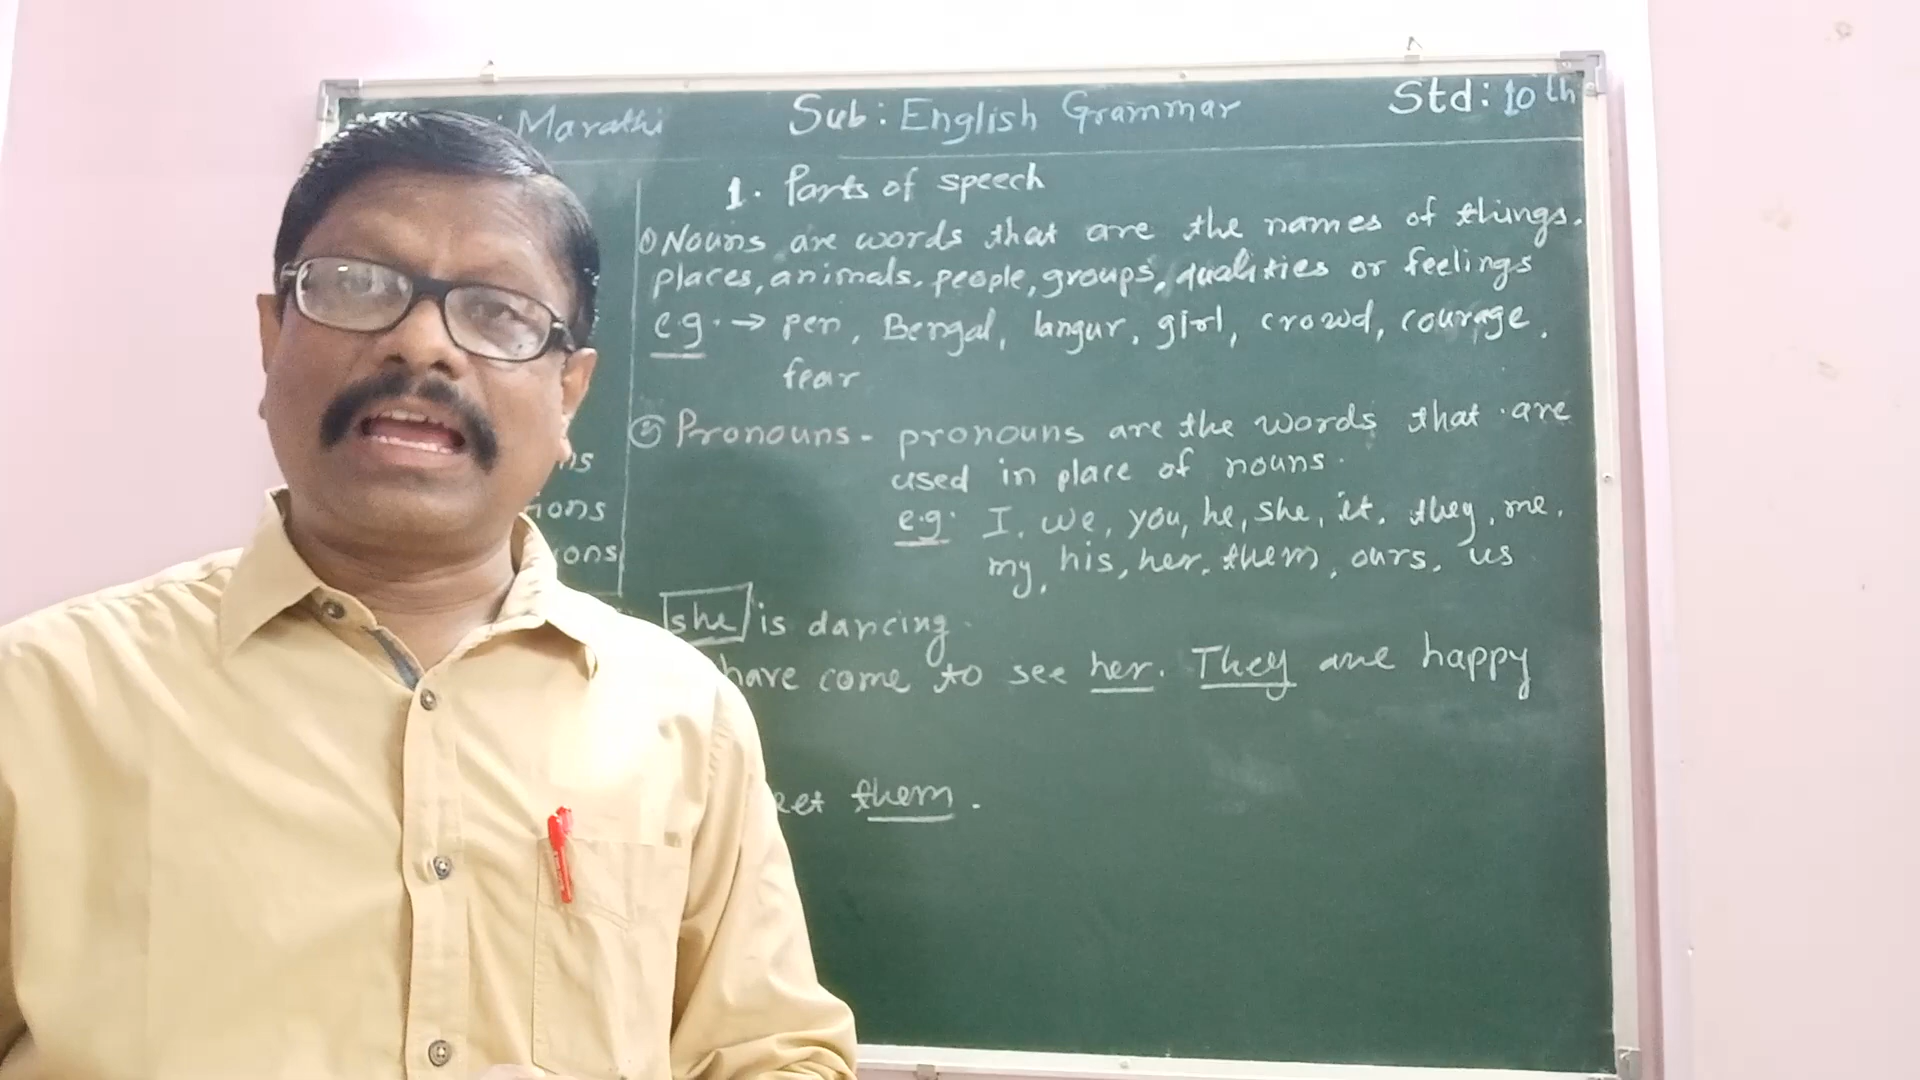 : Marathi Sub: English Grammar Std: 10th
1. Parts of speech
① Nouns are words that are the names of things,
places, animals, people, groups, qualities or feelings
e.g. → pen, Bengal, langur, girl, crowd, courage,
fear
② Pronouns - pronouns are the words that are
used in place of nouns.
e.g. I, we, you, he, she, it, they, me,
my, his, her, them, ours, us
she is dancing.
have come to see her. They are happy
them.